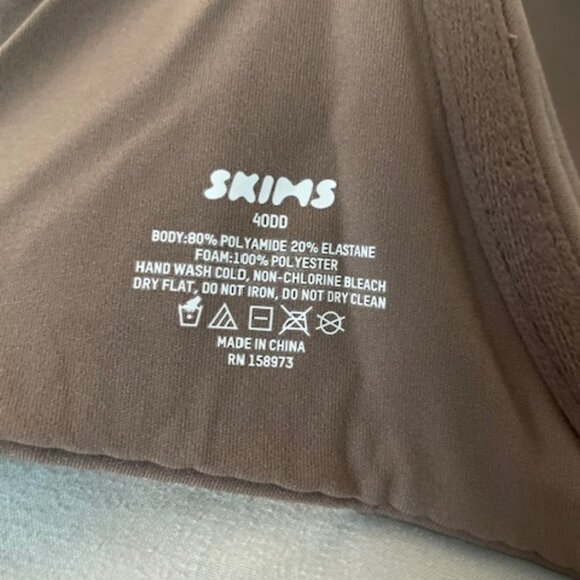 SKIMS
40DD
BODY:80% POLYAMIDE 20% ELASTANE
FOAM:100% POLYESTER
HAND WASH COLD, NON-CHLORINE BLEACH
DRY FLAT, DO NOT IRON, DO NOT DRY CLEAN
MADE IN CHINA
RN 158973